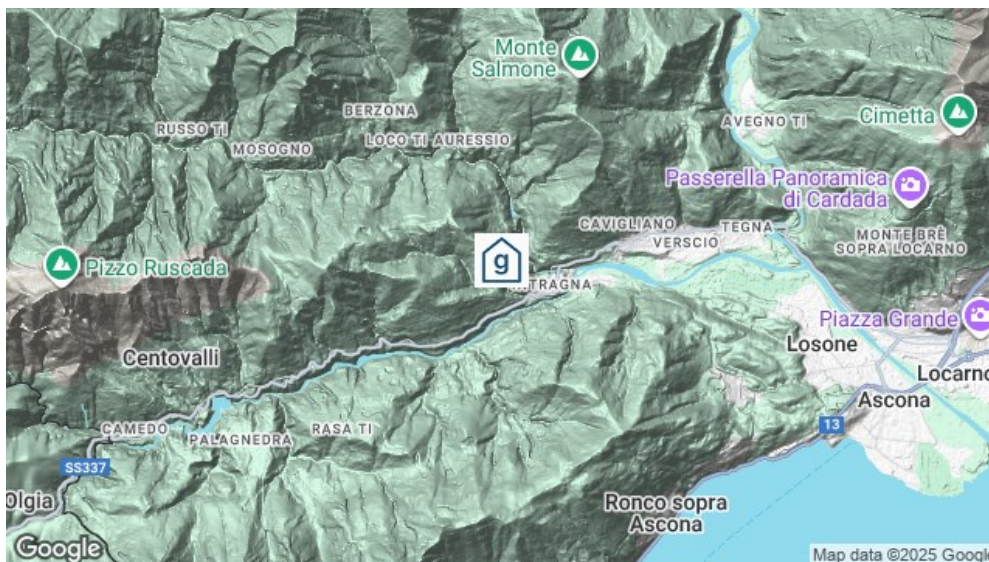 Monte
Salmone
Cimetta
BERZONA
RUSSO TI
MOSOGNO
LOCO TI AURESSIO
AVEGNO TI
Passerella Panoramica
di Cardada
CAVIGLIANO
TEGNA
VERSCIO
MONTE BRÈ
SOPRA LOCARNO
g
Pizzo Ruscada
TRAGNA
Piazza Grande
Losone
Centovalli
Locarno
Ascona
CAMEDO
PALAGNEDRA
RASA TI
13
SS337
Olgia
Ronco sopra
Ascona
Google
Map data ©2025 Google